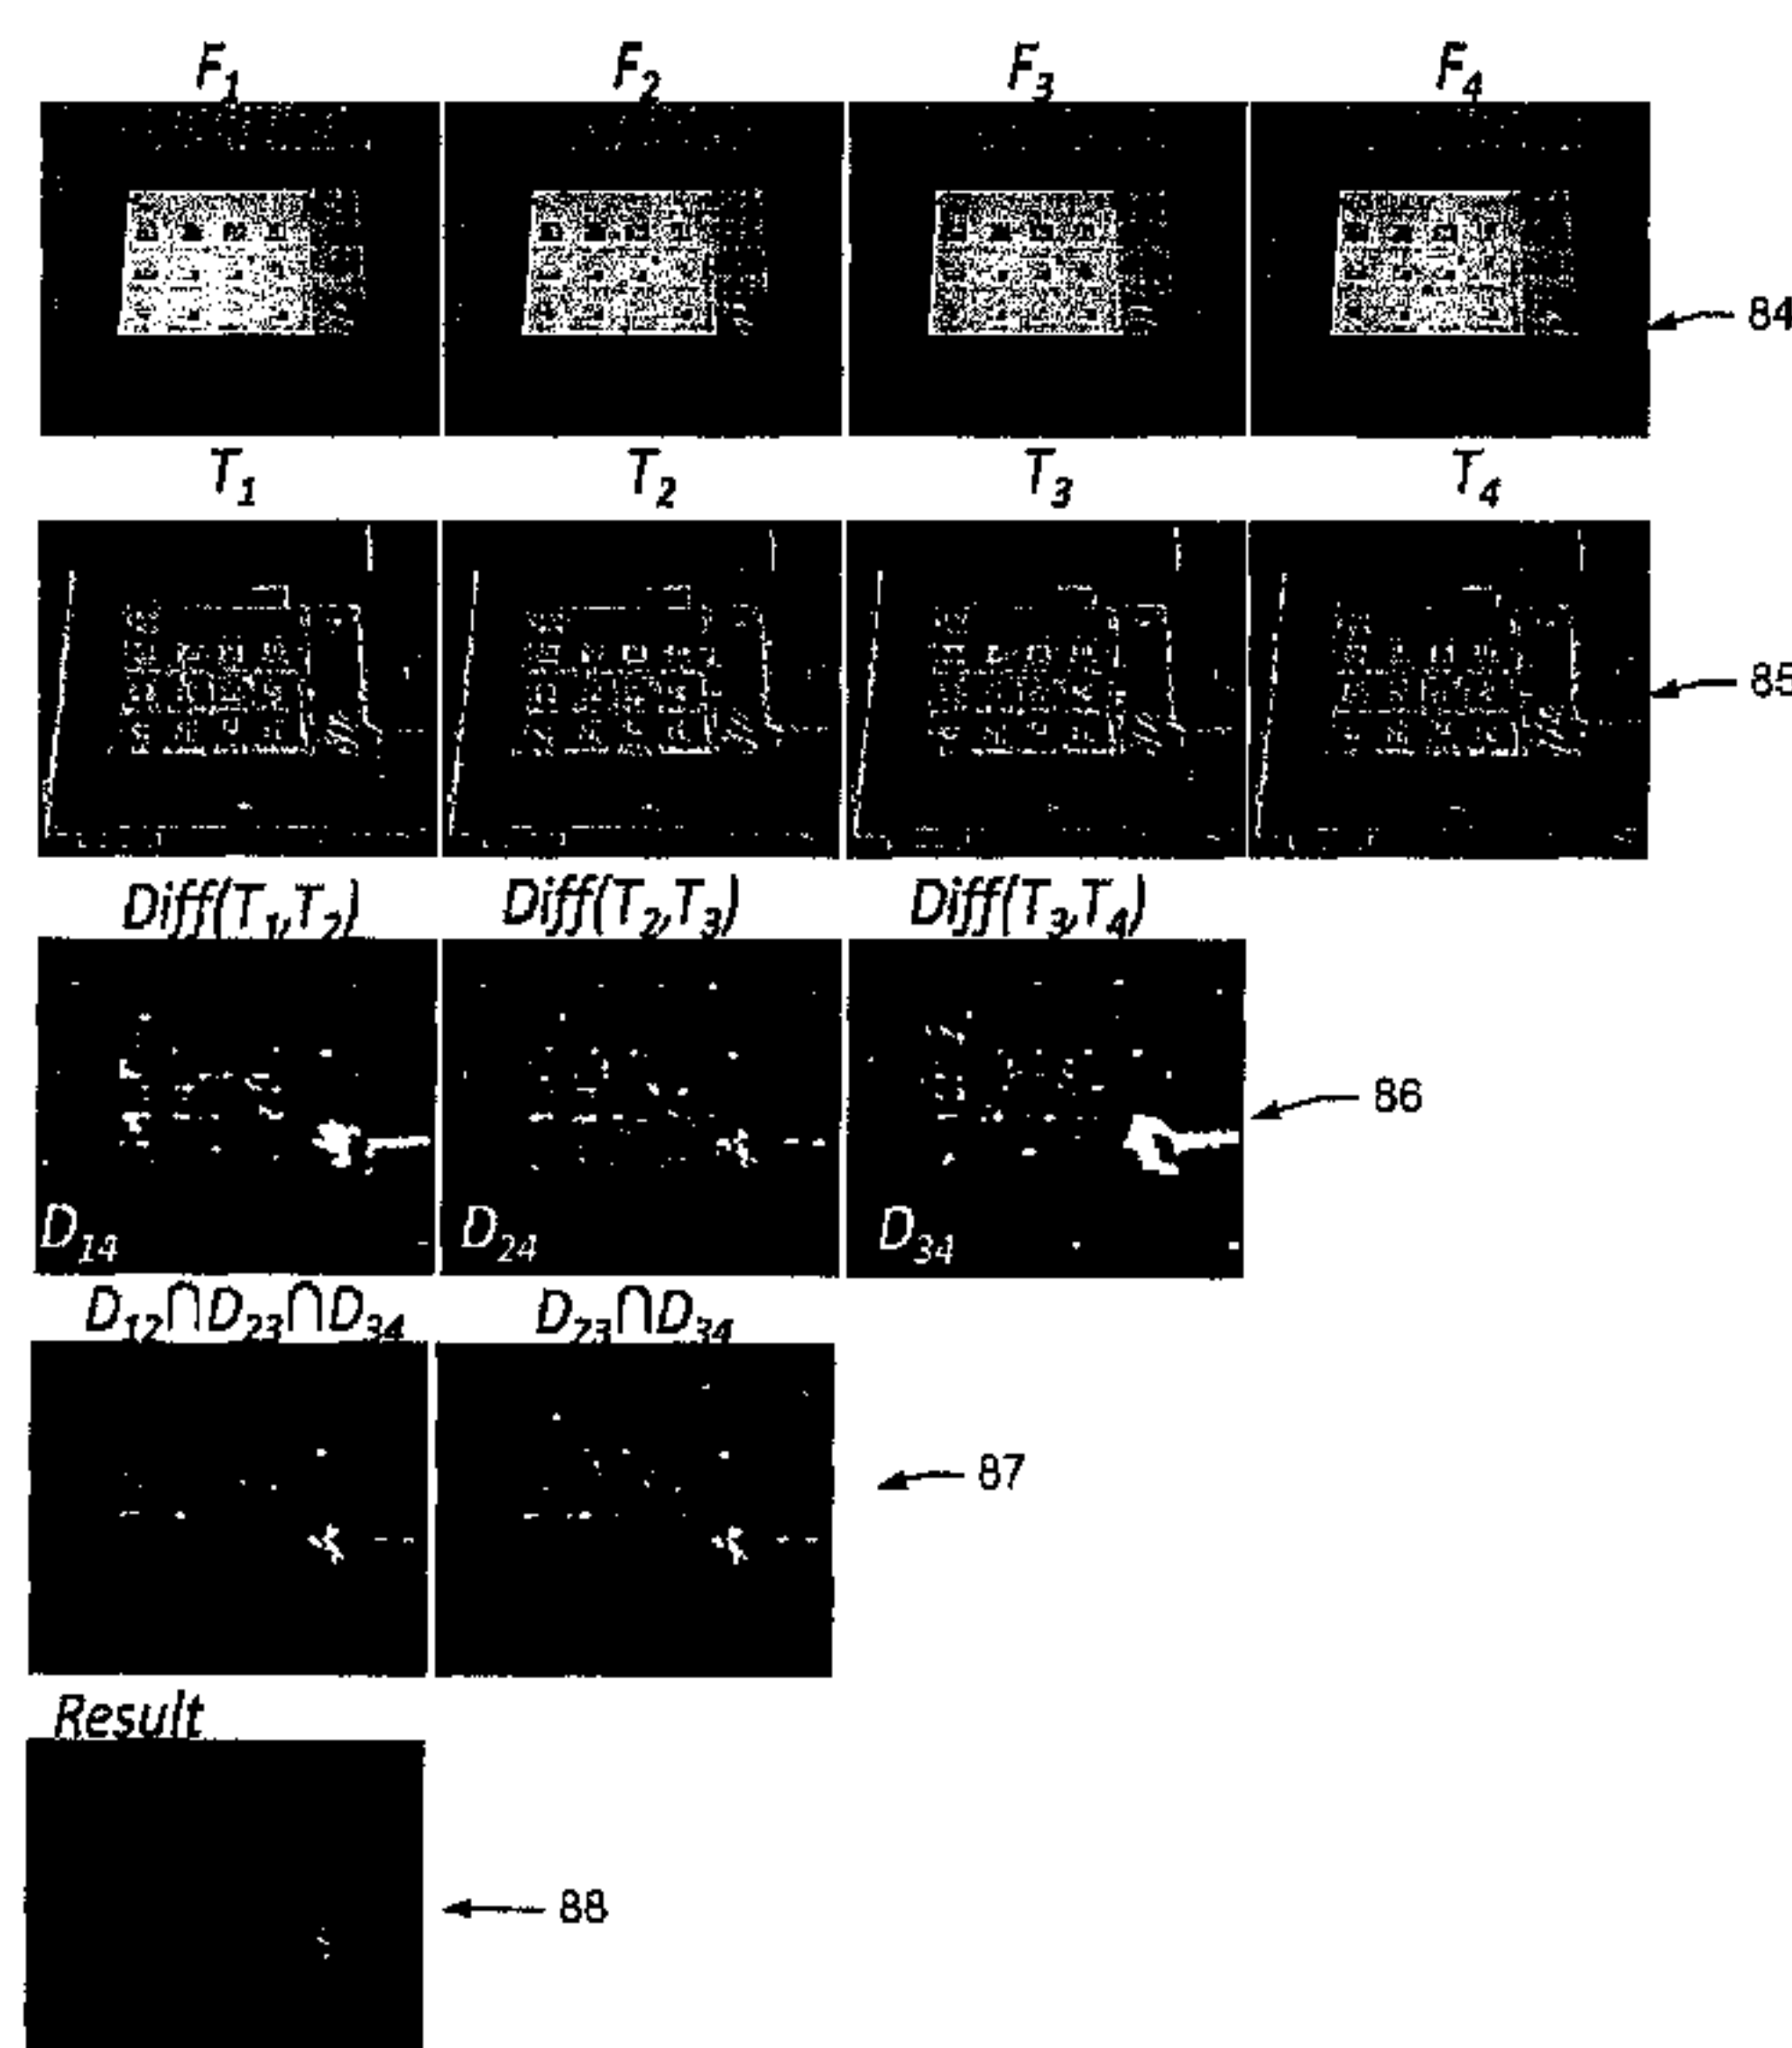 F1 F2 F3 F4
84
T1 T2 T3 T4
85
Diff(T1,T2) Diff(T2,T3) Diff(T3,T4)
86
D14 D24 D34
D12∩D23∩D34 D23∩D34
87
Result
88